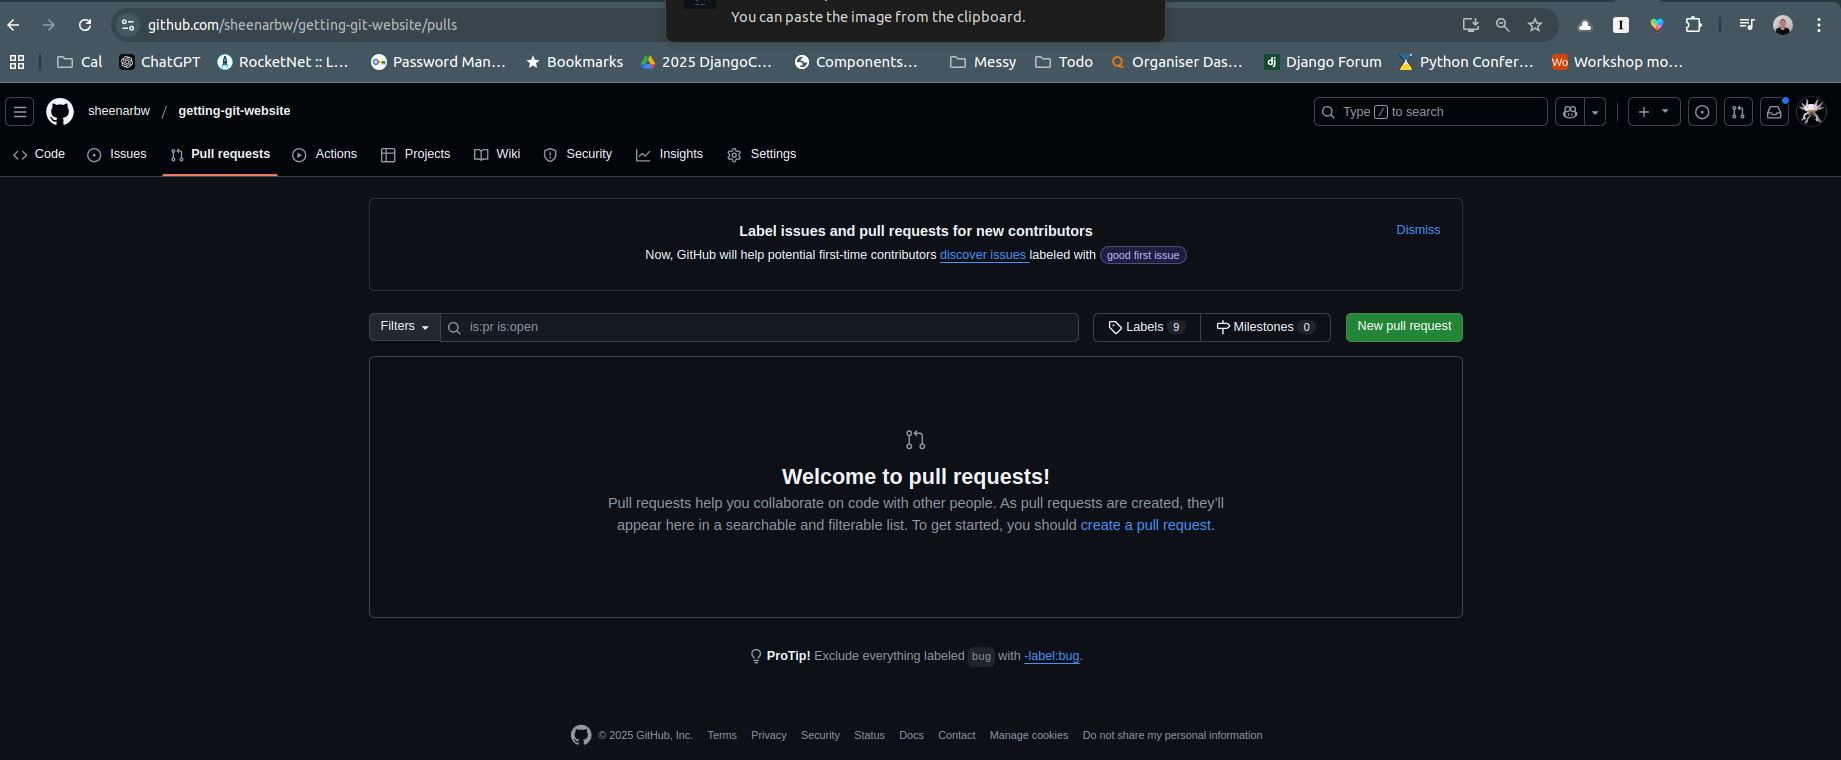 You can paste the image from the clipboard.
github.com/sheenarbw/getting-git-website/pulls
Cal ChatGPT RocketNet :: L... Password Man... Bookmarks 2025 DjangoC... Components... Messy Todo Organiser Das... dj Django Forum Python Confer... Wo Workshop mo...
sheenarbw / getting-git-website
Type / to search
Code Issues Pull requests Actions Projects Wiki Security Insights Settings
Label issues and pull requests for new contributors
Dismiss
Now, GitHub will help potential first-time contributors discover issues labeled with good first issue
Filters is:pr is:open Labels 9 Milestones 0 New pull request
Welcome to pull requests!
Pull requests help you collaborate on code with other people. As pull requests are created, they'll
appear here in a searchable and filterable list. To get started, you should create a pull request.
ProTip! Exclude everything labeled bug with -label:bug.
© 2025 GitHub, Inc. Terms Privacy Security Status Docs Contact Manage cookies Do not share my personal information